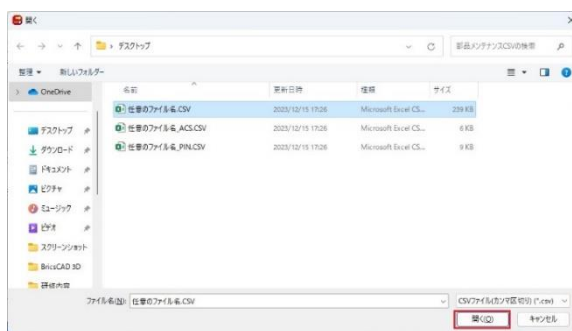 開く
デスクトップ
部品メンテナンスCSVの検索
整理 新しいフォルダー
OneDrive
名前 更新日時 種類 サイズ
任意のファイル名.CSV 2023/12/15 17:26 Microsoft Excel CS... 239 KB
任意のファイル名_ACS.CSV 2023/12/15 17:26 Microsoft Excel CS... 6 KB
任意のファイル名_PIN.CSV 2023/12/15 17:26 Microsoft Excel CS... 9 KB
デスクトップ
ダウンロード
ドキュメント
ピクチャ
ミュージック
ビデオ
スクリーンショット
BricsCAD 3D
研修内容
ファイル名(N): 任意のファイル名.CSV CSVファイル(カンマ区切り) (*.csv)
開く(O) キャンセル